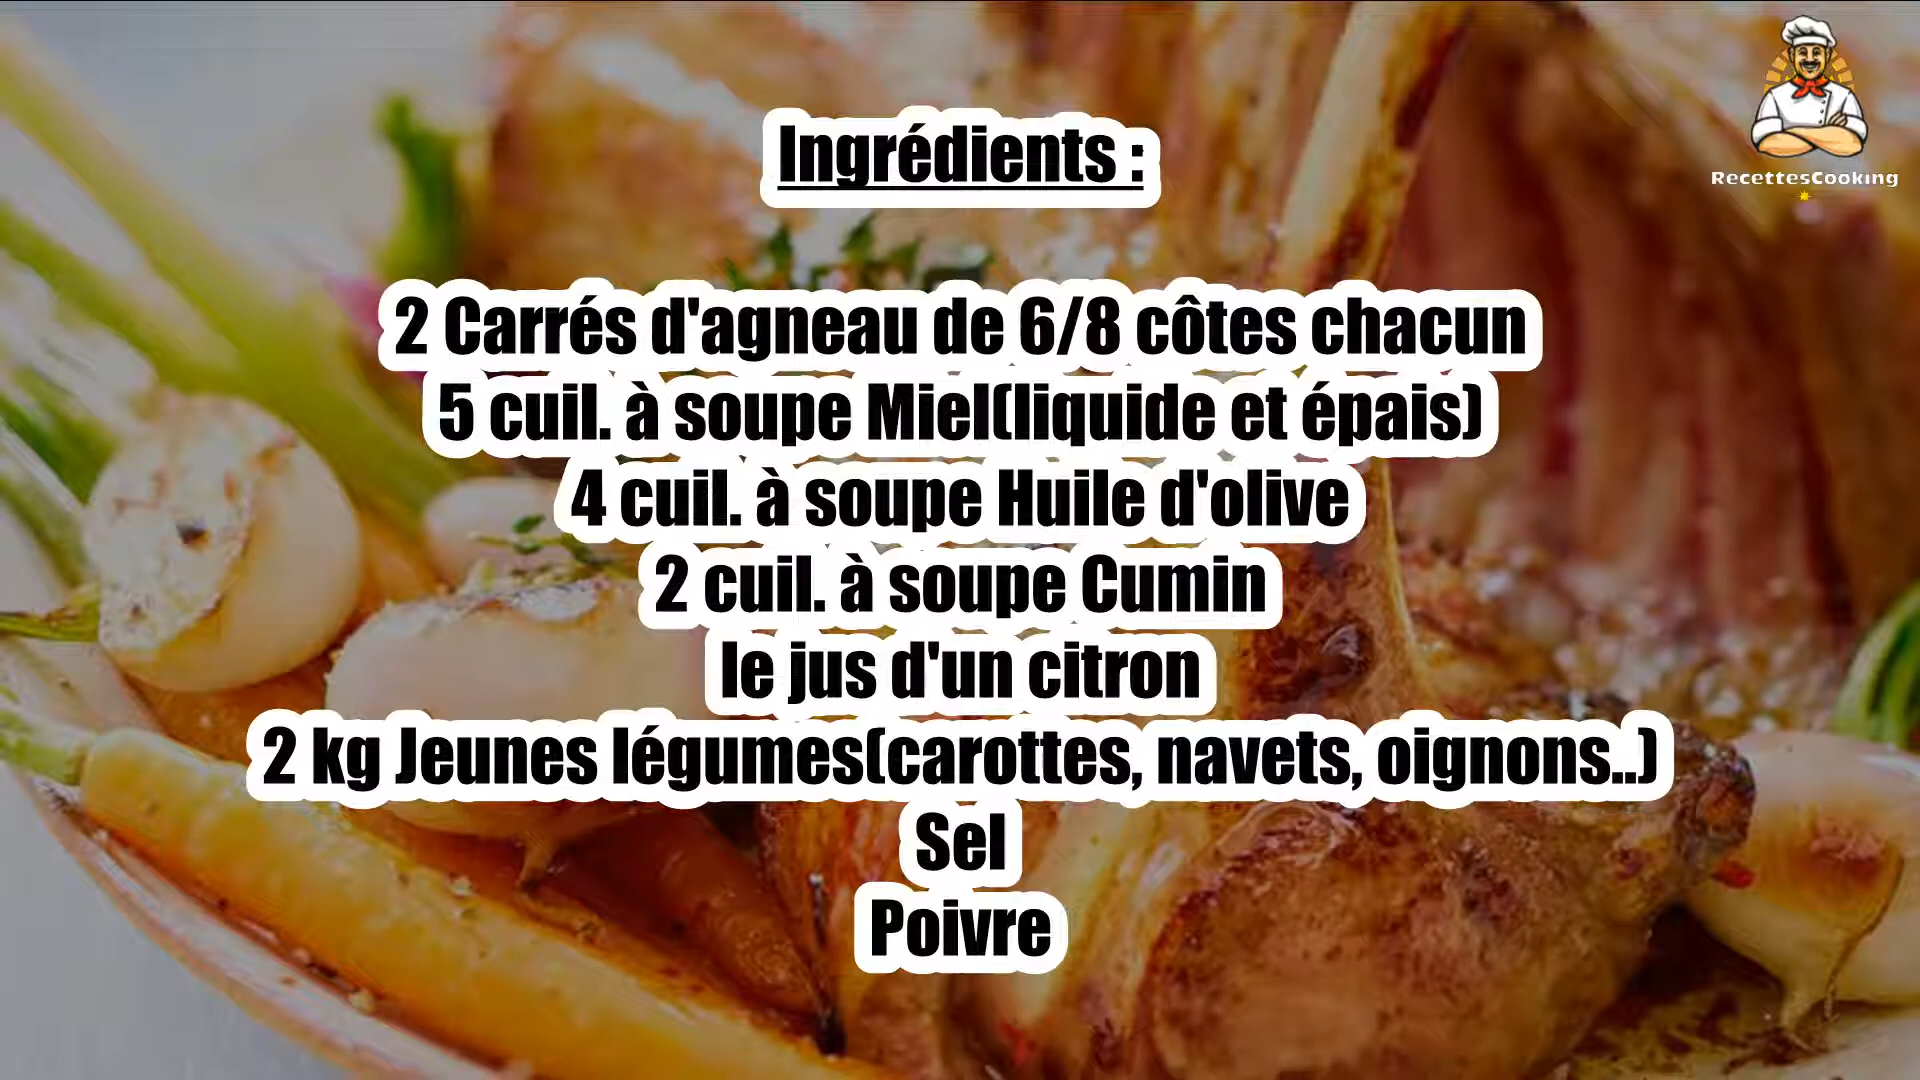 RecettesCooking
Ingrédients :
2 Carrés d'agneau de 6/8 côtes chacun
5 cuil. à soupe Miel(liquide et épais)
4 cuil. à soupe Huile d'olive
2 cuil. à soupe Cumin
le jus d'un citron
2 kg Jeunes légumes(carottes, navets, oignons..)
Sel
Poivre